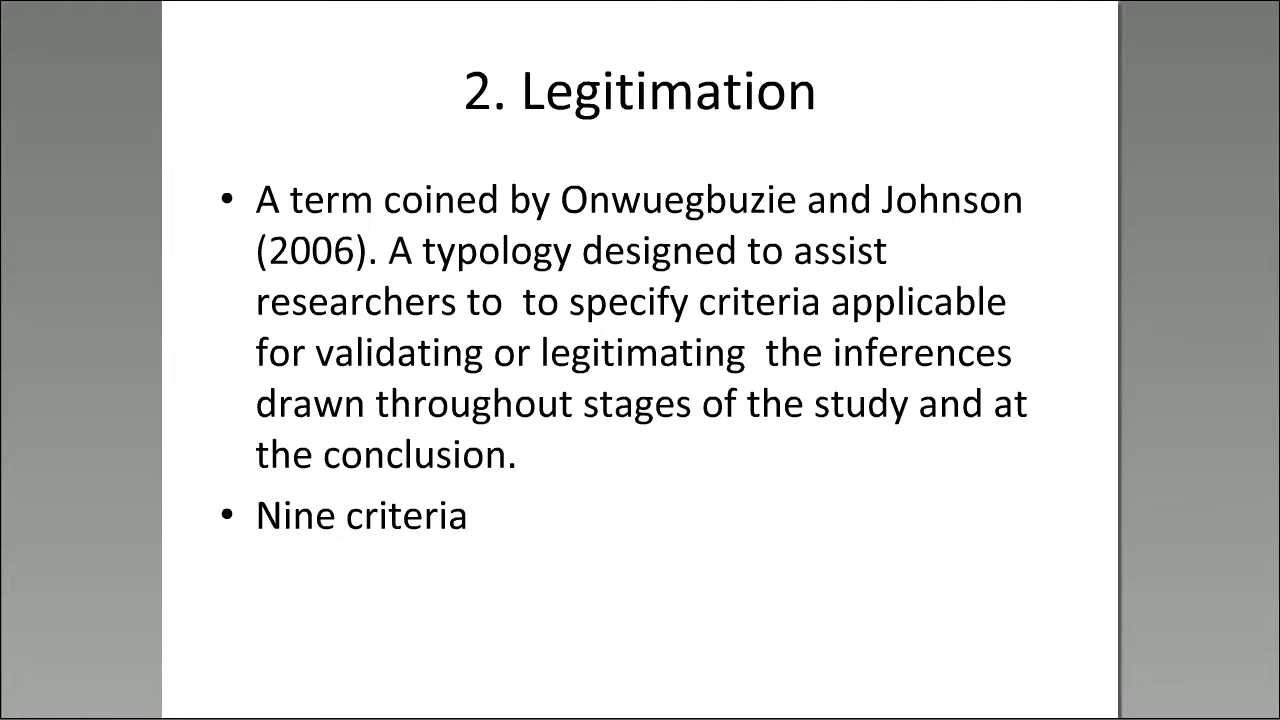 2. Legitimation
• A term coined by Onwuegbuzie and Johnson
(2006). A typology designed to assist
researchers to  to specify criteria applicable
for validating or legitimating  the inferences
drawn throughout stages of the study and at
the conclusion.
• Nine criteria